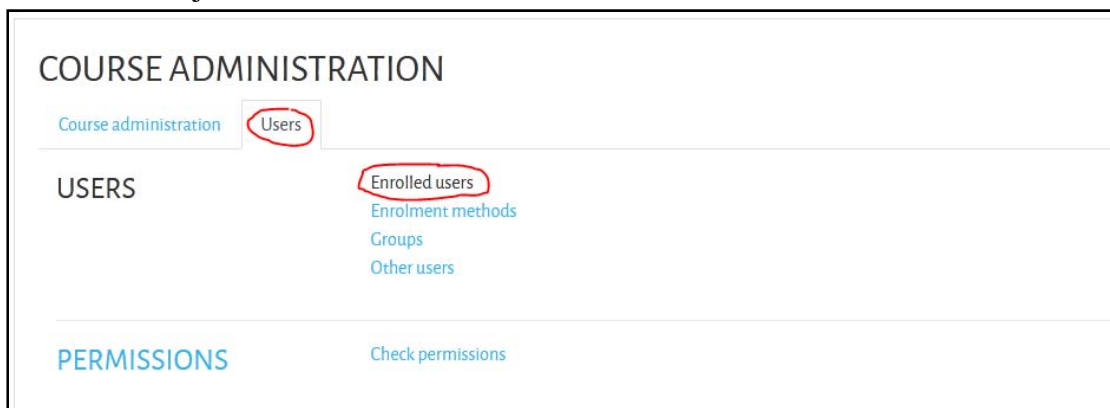 COURSE ADMINISTRATION
Course administration Users
USERS Enrolled users
Enrolment methods
Groups
Other users
PERMISSIONS Check permissions